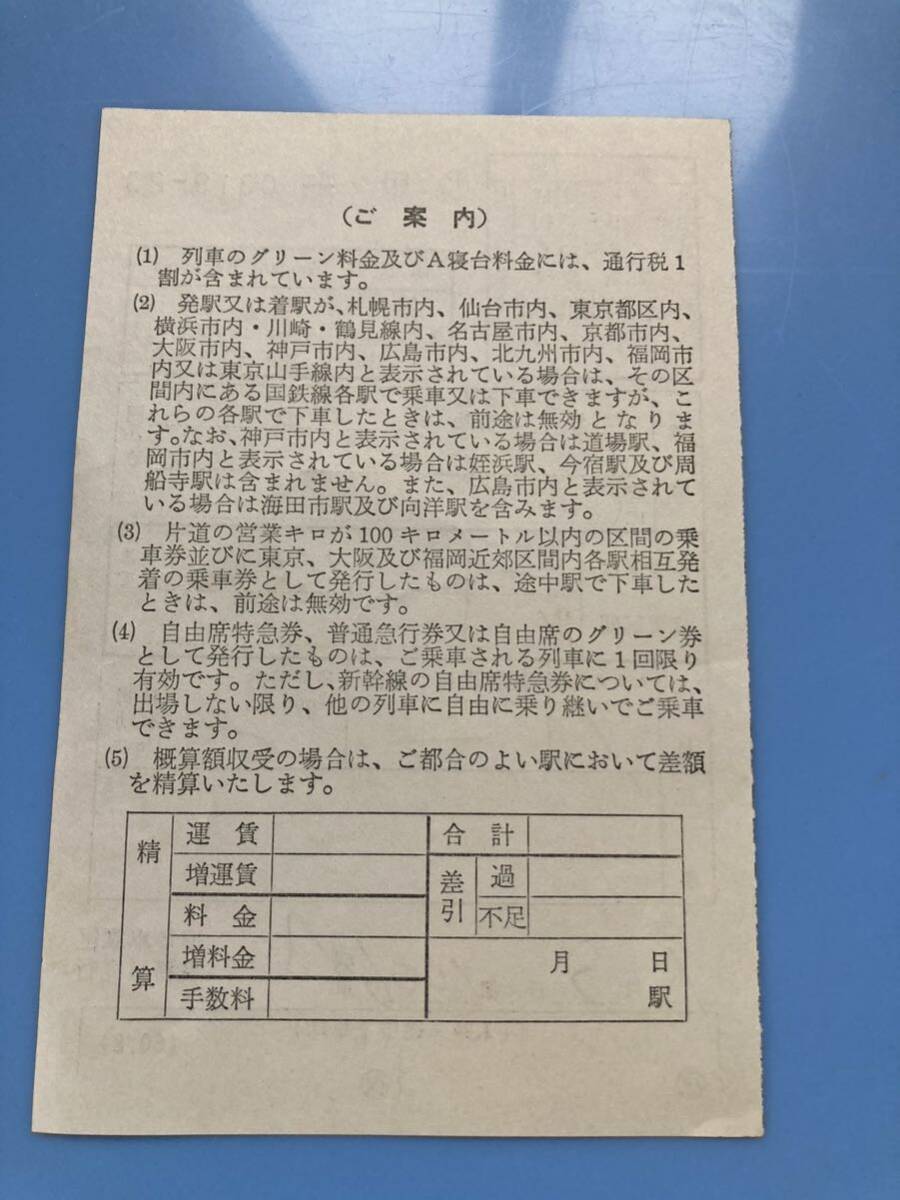 (ご案内)
(1) 列車のグリーン料金及びA寝台料金には、通行税1
割が含まれています。
(2) 発駅又は着駅が、札幌市内、仙台市内、東京都区内、
横浜市内・川崎・鶴見線内、名古屋市内、京都市内、
大阪市内、神戸市内、広島市内、北九州市内、福岡市
内又は東京山手線内と表示されている場合は、その区
間内にある国鉄線各駅で乗車又は下車できますが、こ
れらの各駅で下車したときは、前途は無効となりま
す。なお、神戸市内と表示されている場合は道場駅、福
岡市内と表示されている場合は姪浜駅、今宿駅及び周
船寺駅は含まれません。また、広島市内と表示されて
いる場合は海田市駅及び向洋駅を含みます。
(3) 片道の営業キロが100キロメートル以内の区間の乗
車券並びに東京、大阪及び福岡近郊区間内各駅相互発
着の乗車券として発行したものは、途中駅で下車した
ときは、前途は無効です。
(4) 自由席特急券、普通急行券又は自由席のグリーン券
として発行したものは、ご乗車される列車に1回限り
有効です。ただし、新幹線の自由席特急券については、
出場しない限り、他の列車に自由に乗り継いでご乗車
できます。
(5) 概算額収受の場合は、ご都合のよい駅において差額
を精算いたします。
精算
運賃
増運賃
料金
増料金
手数料
合計
差引
過
不足
月 日
駅